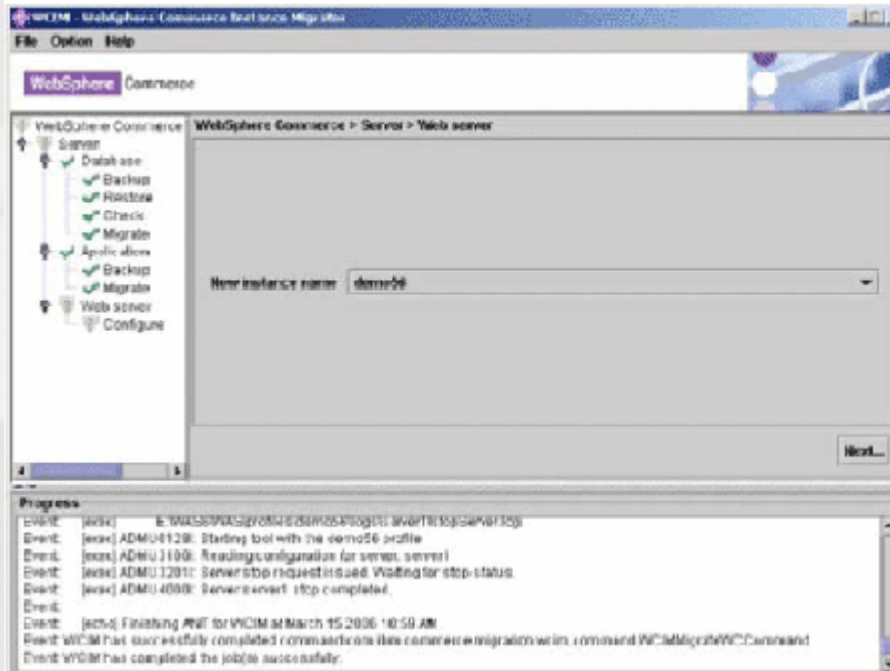 WCIM - WebSphere Commerce Instance Migrator
File Option Help
WebSphere Commerce
WebSphere Commerce
Server
Database
Backup
Restore
Check
Migrate
Application
Backup
Migrate
Web server
Configure
WebSphere Commerce > Server > Web server
New instance name demo56
Next...
Progress
Event: [exec]
Event: [exec] ADMU0128I: Starting tool with the demo56 profile
Event: [exec] ADMU3100I: Reading configuration for server: server1
Event: [exec] ADMU3201I: Server stop request issued. Waiting for stop status.
Event: [exec] ADMU4000I: Server server1 stop completed.
Event:
Event: [echo] Finishing ANT for WCIM at March 15 2006 10:59 AM
Event: WCIM has successfully completed command com.ibm.commerce.migration.wcim.command.WCIMMigrateWCCommand
Event: WCIM has completed the job(s) successfully.